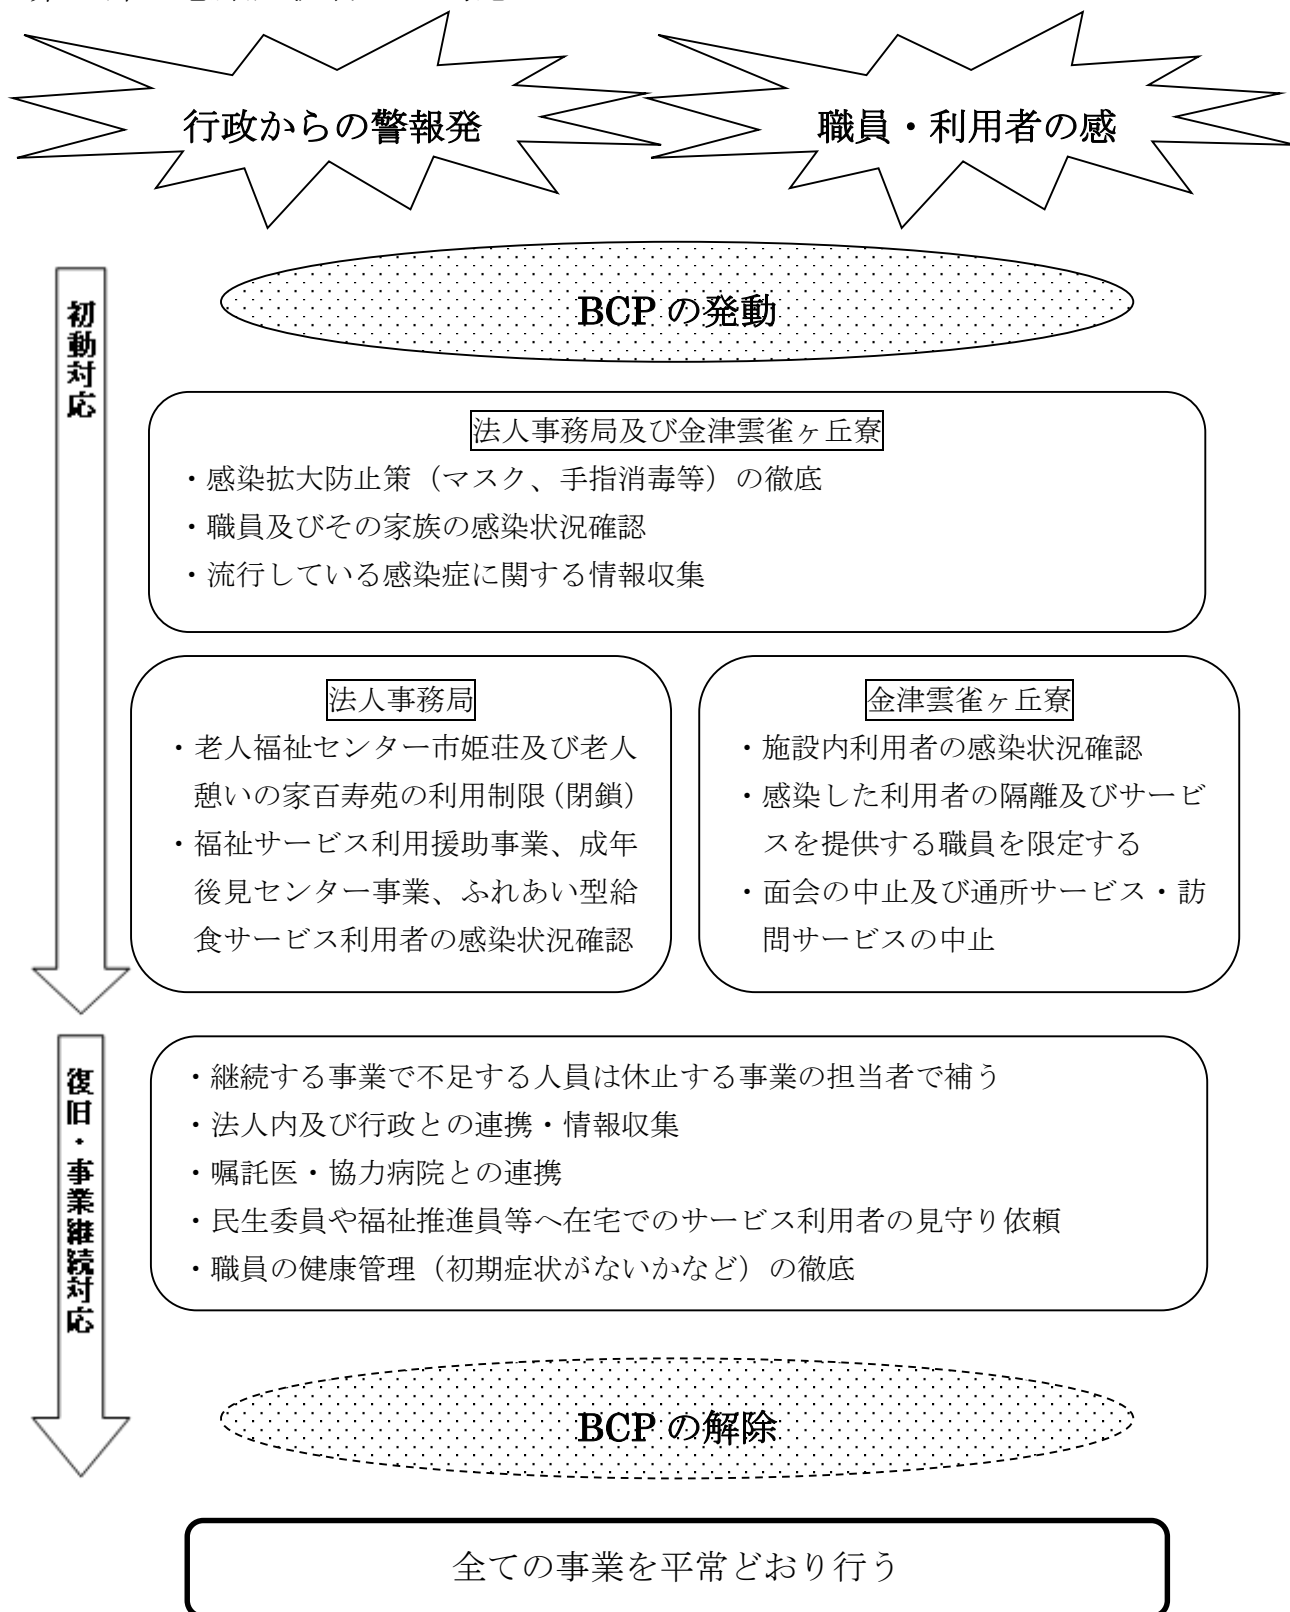 行政からの警報発
職員・利用者の感
BCP の発動
初動対応
法人事務局及び金津雲雀ヶ丘寮
・感染拡大防止策（マスク、手指消毒等）の徹底
・職員及びその家族の感染状況確認
・流行している感染症に関する情報収集
法人事務局
・老人福祉センター市姫荘及び老人
憩いの家百寿苑の利用制限（閉鎖）
・福祉サービス利用援助事業、成年
後見センター事業、ふれあい型給
食サービス利用者の感染状況確認
金津雲雀ヶ丘寮
・施設内利用者の感染状況確認
・感染した利用者の隔離及びサービ
スを提供する職員を限定する
・面会の中止及び通所サービス・訪
問サービスの中止
復旧・事業継続対応
・継続する事業で不足する人員は休止する事業の担当者で補う
・法人内及び行政との連携・情報収集
・嘱託医・協力病院との連携
・民生委員や福祉推進員等へ在宅でのサービス利用者の見守り依頼
・職員の健康管理（初期症状がないかなど）の徹底
BCP の解除
全ての事業を平常どおり行う